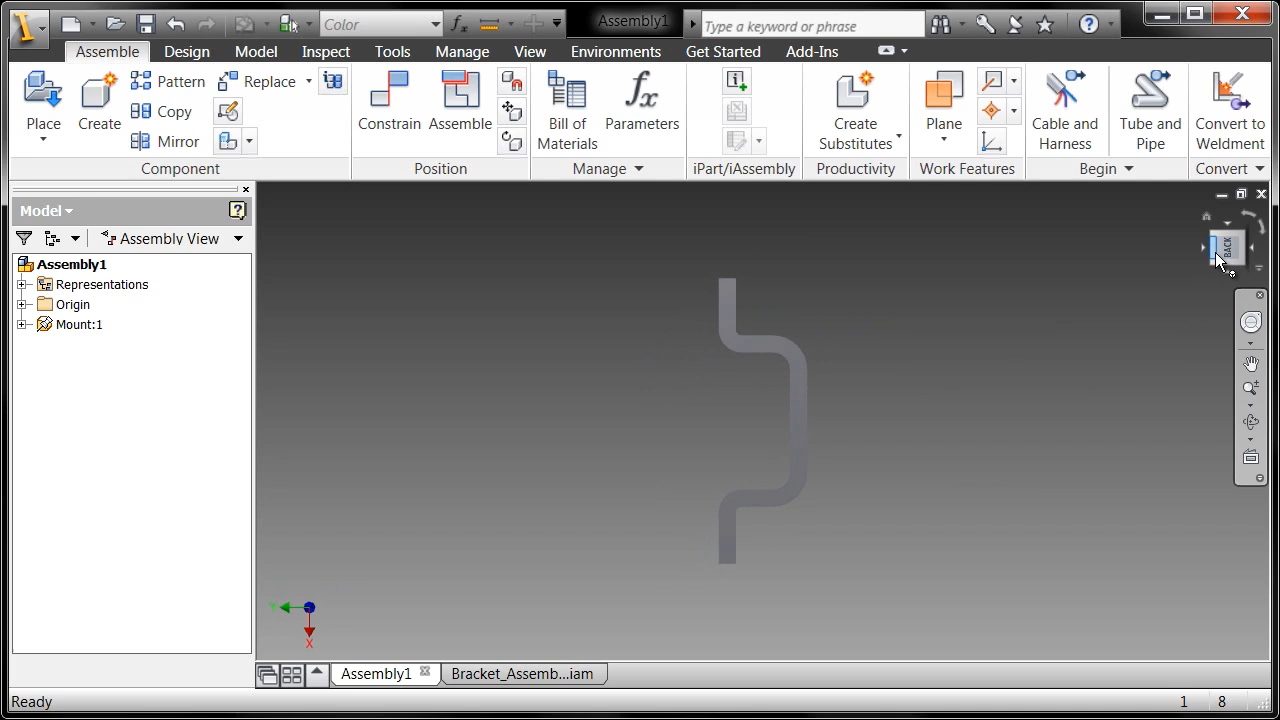 Color
Assembly1
Type a keyword or phrase
Assemble Design Model Inspect Tools Manage View Environments Get Started Add-Ins
Place
Create
Pattern
Copy
Mirror
Replace
Component
Constrain
Assemble
Position
Bill of
Materials
Parameters
Manage
iPart/iAssembly
Create
Substitutes
Productivity
Plane
Work Features
Cable and
Harness
Tube and
Pipe
Begin
Convert to
Weldment
Convert
Model
Assembly View
Assembly1
Representations
Origin
Mount:1
BACK
Y
X
Assembly1
Bracket_Assemb...iam
Ready
1 8